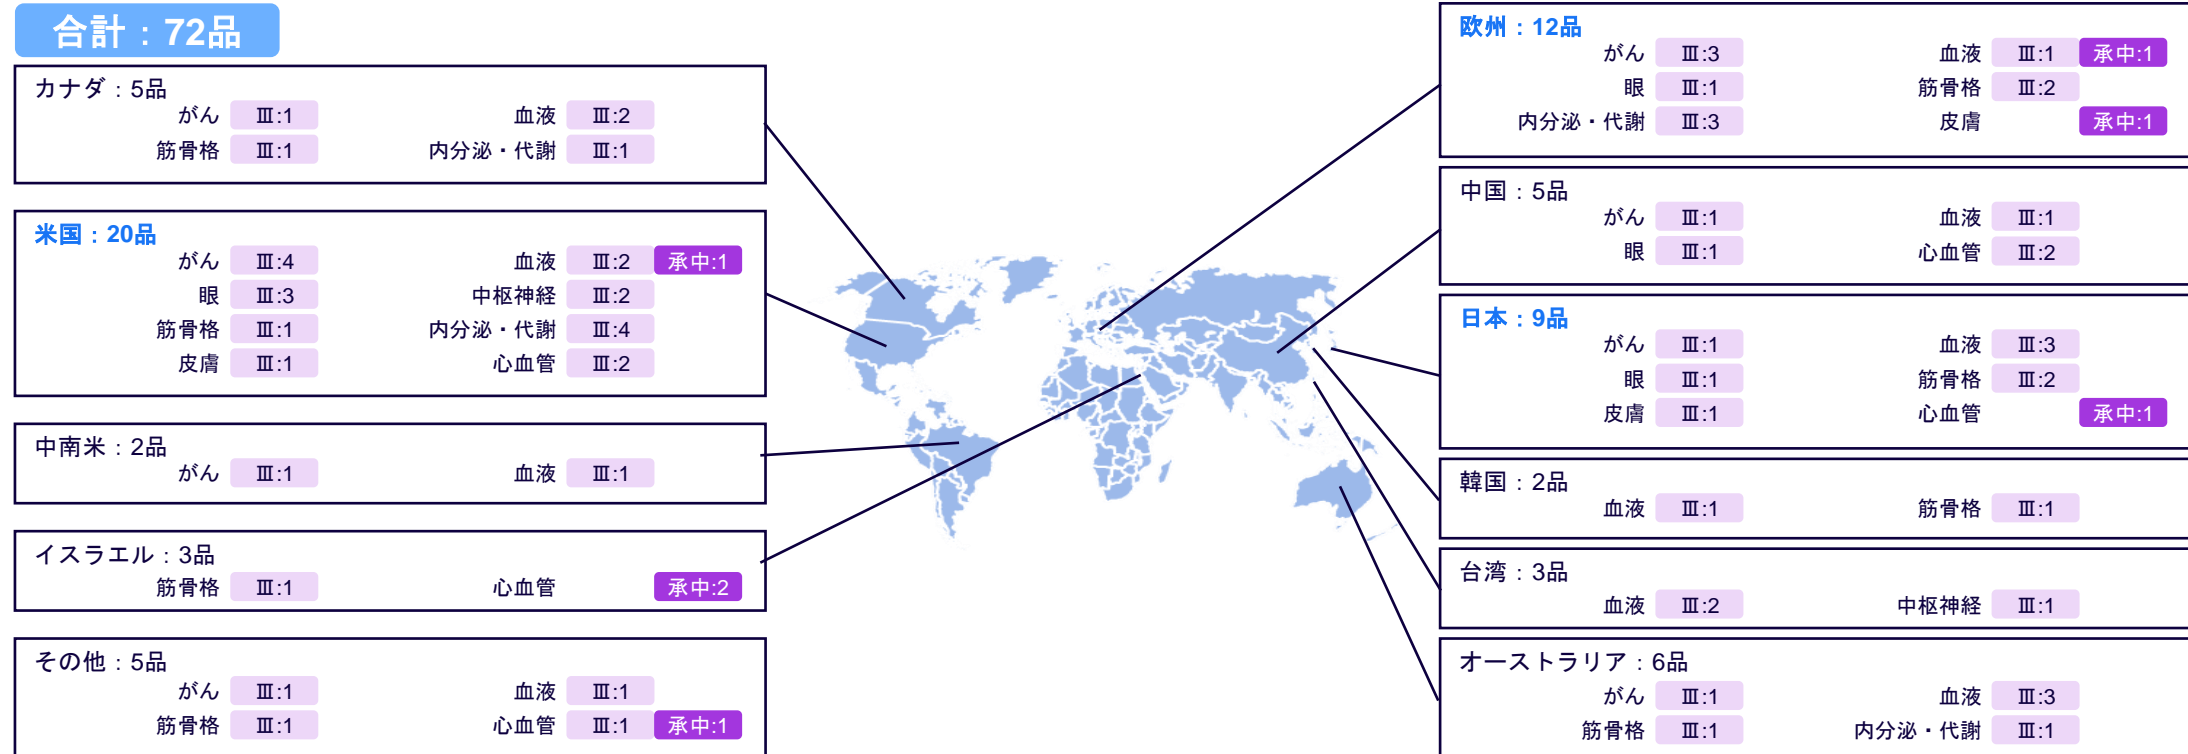 合計：72品
カナダ：5品
がん Ⅲ:1 血液 Ⅲ:2
筋骨格 Ⅲ:1 内分泌・代謝 Ⅲ:1
米国：20品
がん Ⅲ:4 血液 Ⅲ:2 承中:1
眼 Ⅲ:3 中枢神経 Ⅲ:2
筋骨格 Ⅲ:1 内分泌・代謝 Ⅲ:4
皮膚 Ⅲ:1 心血管 Ⅲ:2
中南米：2品
がん Ⅲ:1 血液 Ⅲ:1
イスラエル：3品
筋骨格 Ⅲ:1 心血管 承中:2
その他：5品
がん Ⅲ:1 血液 Ⅲ:1
筋骨格 Ⅲ:1 心血管 Ⅲ:1 承中:1
欧州：12品
がん Ⅲ:3 血液 Ⅲ:1 承中:1
眼 Ⅲ:1 筋骨格 Ⅲ:2
内分泌・代謝 Ⅲ:3 皮膚 承中:1
中国：5品
がん Ⅲ:1 血液 Ⅲ:1
眼 Ⅲ:1 心血管 Ⅲ:2
日本：9品
がん Ⅲ:1 血液 Ⅲ:3
眼 Ⅲ:1 筋骨格 Ⅲ:2
皮膚 Ⅲ:1 心血管 承中:1
韓国：2品
血液 Ⅲ:1 筋骨格 Ⅲ:1
台湾：3品
血液 Ⅲ:2 中枢神経 Ⅲ:1
オーストラリア：6品
がん Ⅲ:1 血液 Ⅲ:3
筋骨格 Ⅲ:1 内分泌・代謝 Ⅲ:1